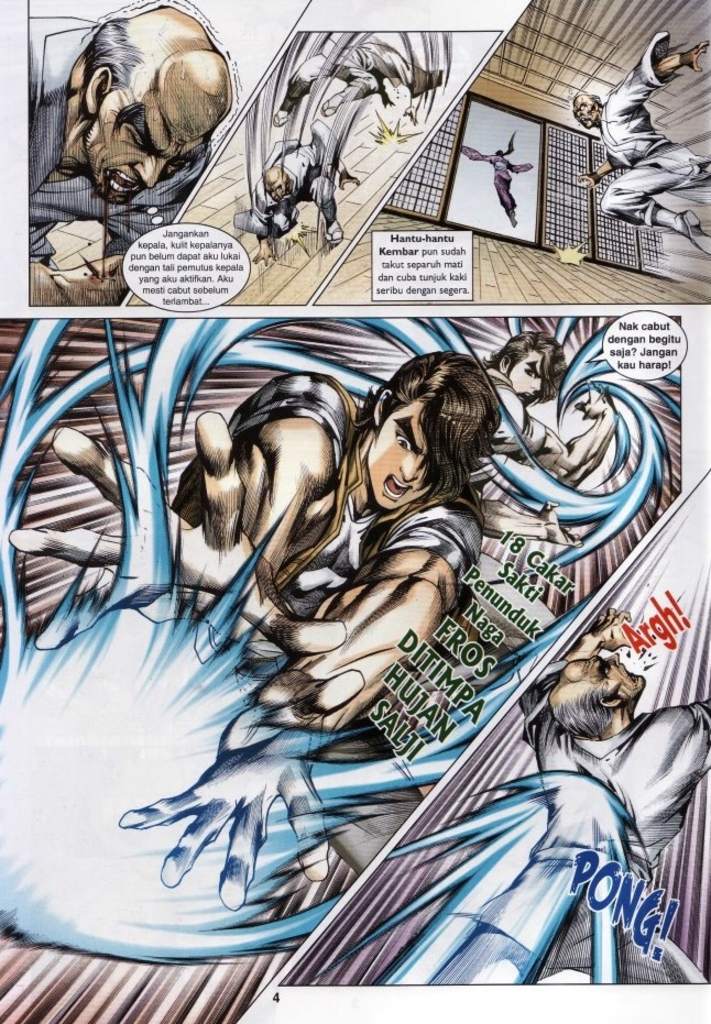 Jangankan
kepala, kulit kepalanya
pun belum dapat aku lukai
dengan tali pemutus kepala
yang aku aktifkan. Aku
mesti cabut sebelum
terlambat...
Hantu-hantu
Kembar pun sudah
takut separuh mati
dan cuba tunjuk kaki
seribu dengan segera.
Nak cabut
dengan begitu
saja? Jangan
kau harap!
18 Cakar
Sakti
Penunduk
Naga
FROS
DITIMPA
HUJAN
SALJI
Argh!
PONG!
4